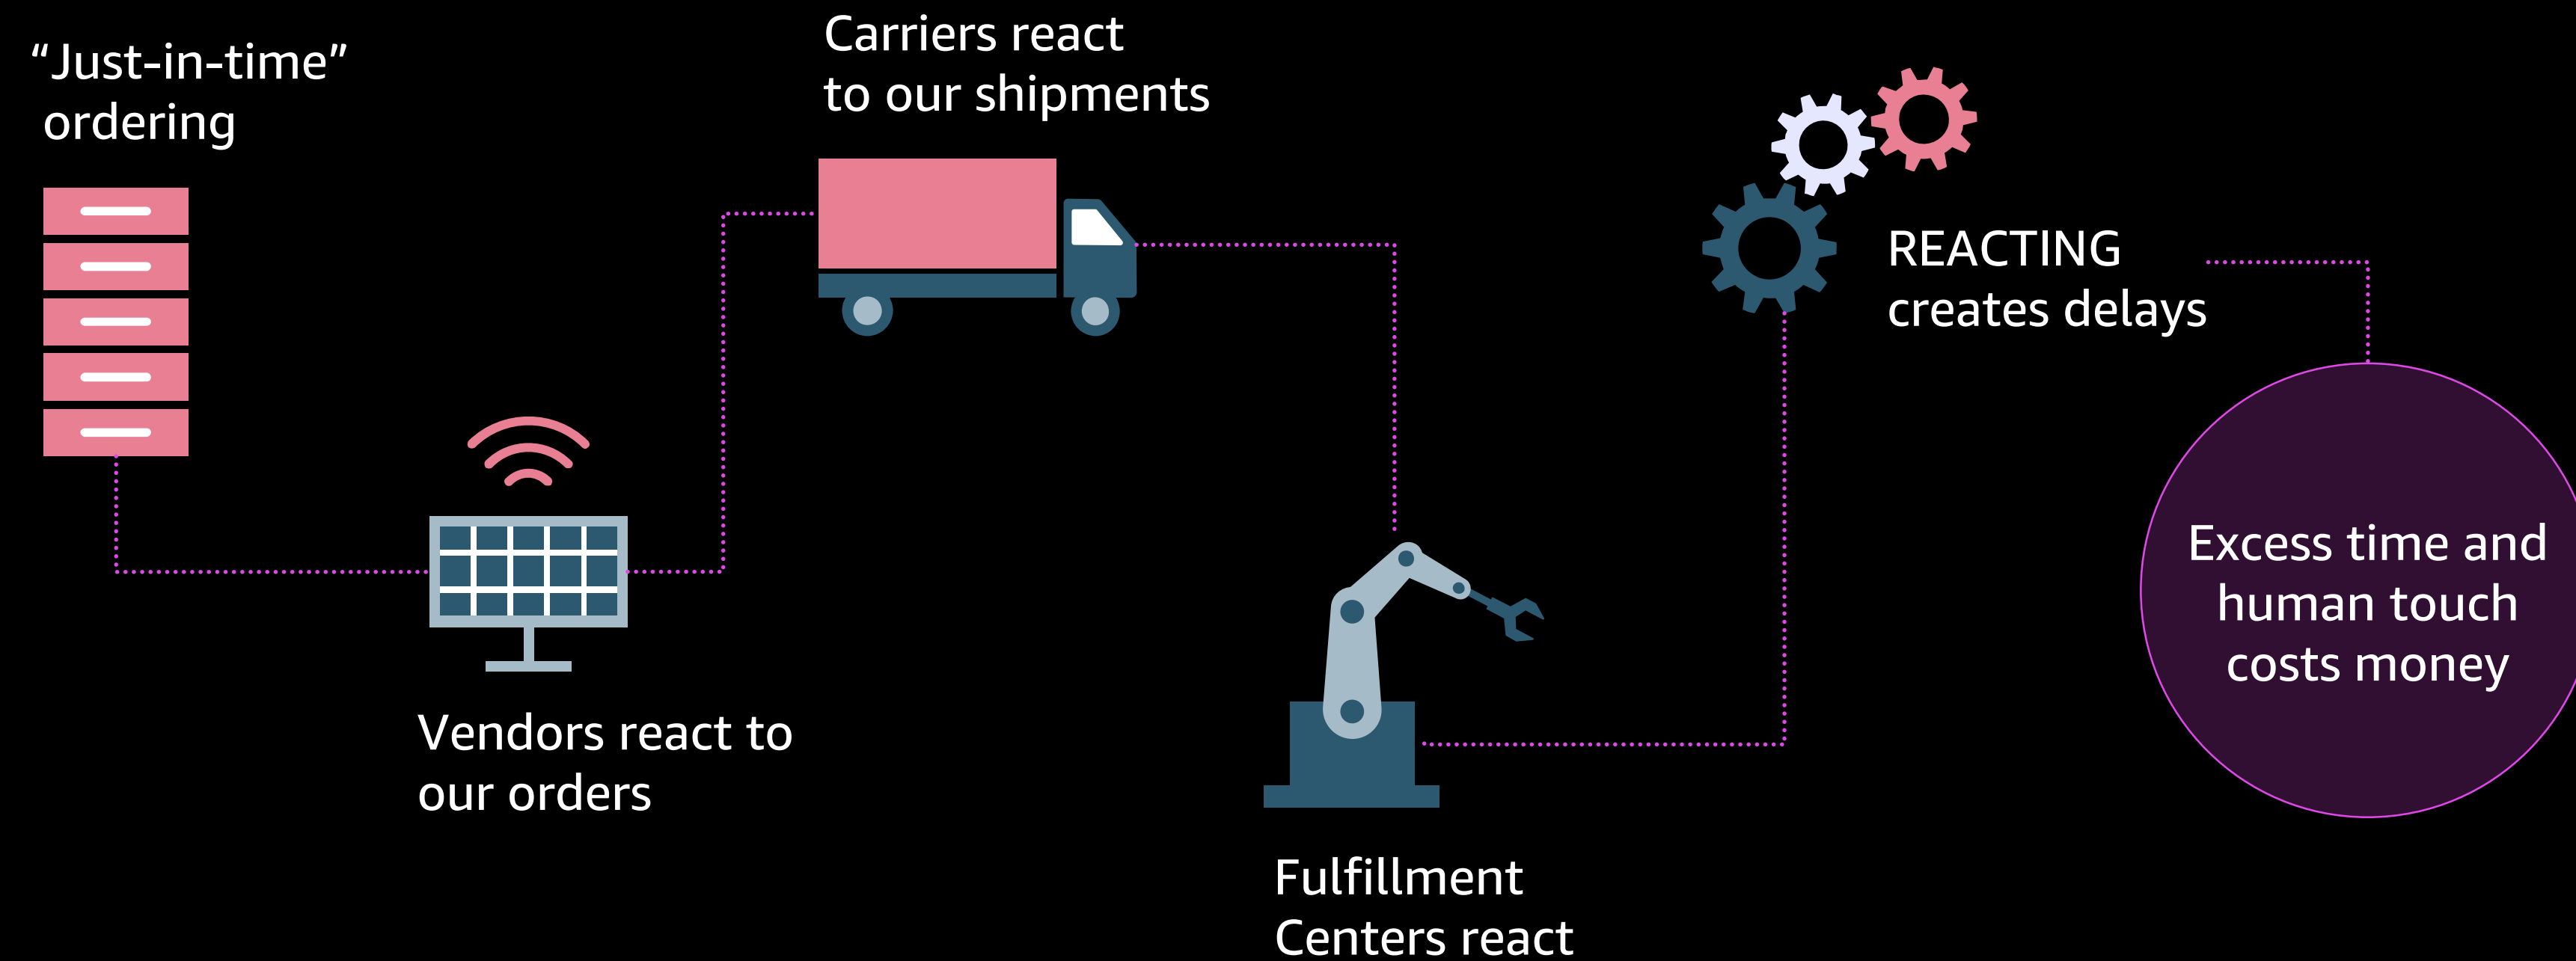 “Just-in-time”
ordering
Vendors react to
our orders
Carriers react
to our shipments
Fulfillment
Centers react
REACTING
creates delays
Excess time and
human touch
costs money